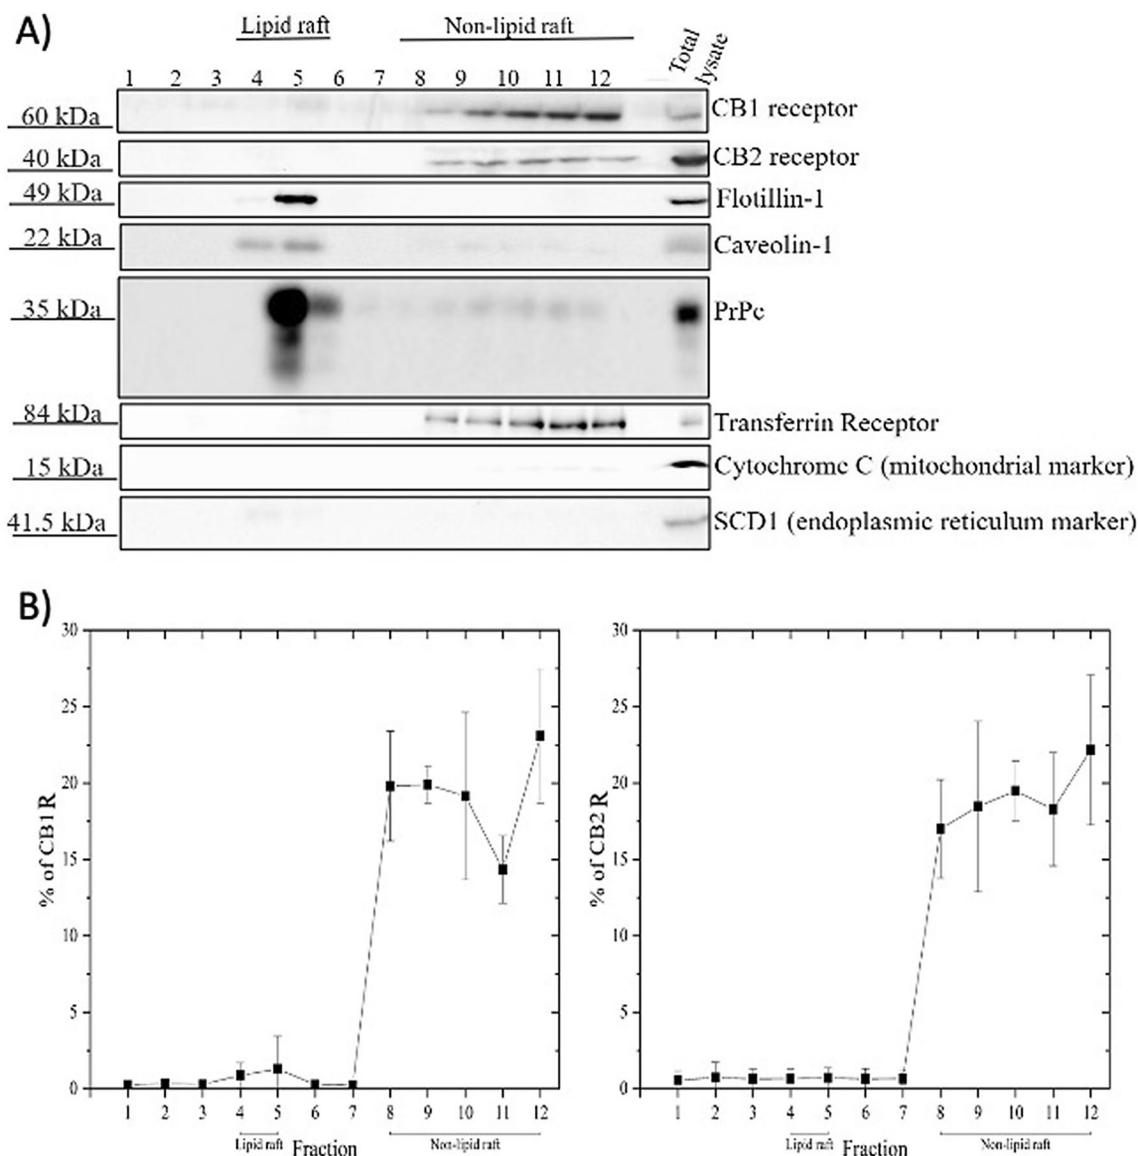 A)
Lipid raft
Non-lipid raft
Total lysate
1 2 3 4 5 6 7 8 9 10 11 12
60 kDa
CB1 receptor
40 kDa
CB2 receptor
49 kDa
Flotillin-1
22 kDa
Caveolin-1
35 kDa
PrPc
84 kDa
Transferrin Receptor
15 kDa
Cytochrome C (mitochondrial marker)
41.5 kDa
SCD1 (endoplasmic reticulum marker)
B)
% of CB1R
30
25
20
15
10
5
0
1 2 3 4 5 6 7 8 9 10 11 12
Lipid raft
Fraction
Non-lipid raft
% of CB2 R
30
25
20
15
10
5
0
1 2 3 4 5 6 7 8 9 10 11 12
Lipid raft
Fraction
Non-lipid raft